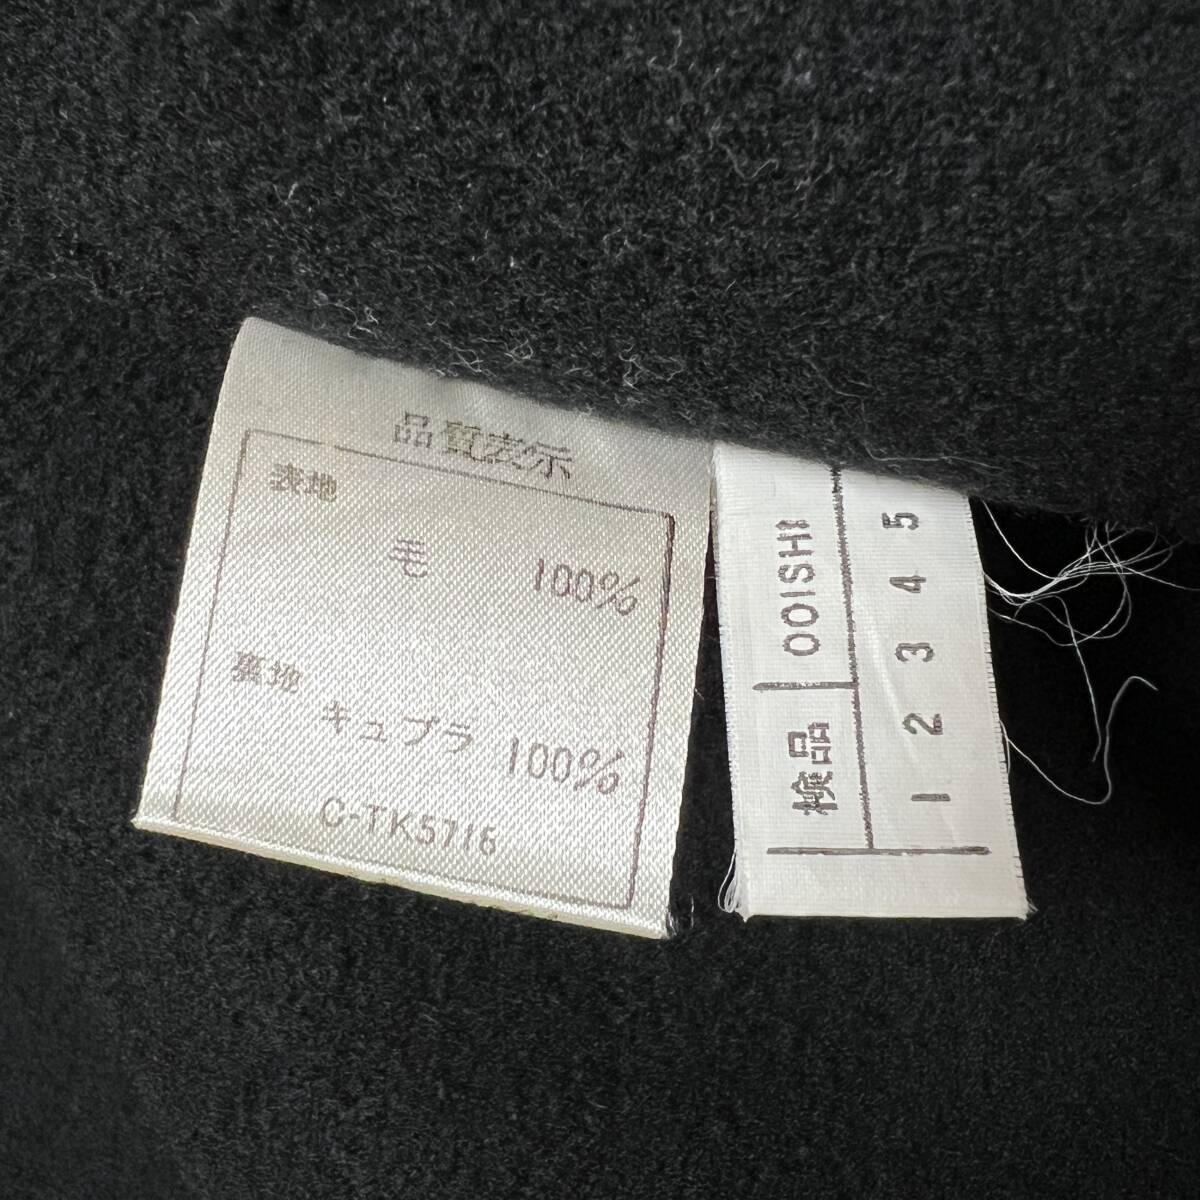 品質表示
表地
毛 100%
裏地
キュプラ 100%
C-TK5716
検品 OOISHI
1 2 3 4 5